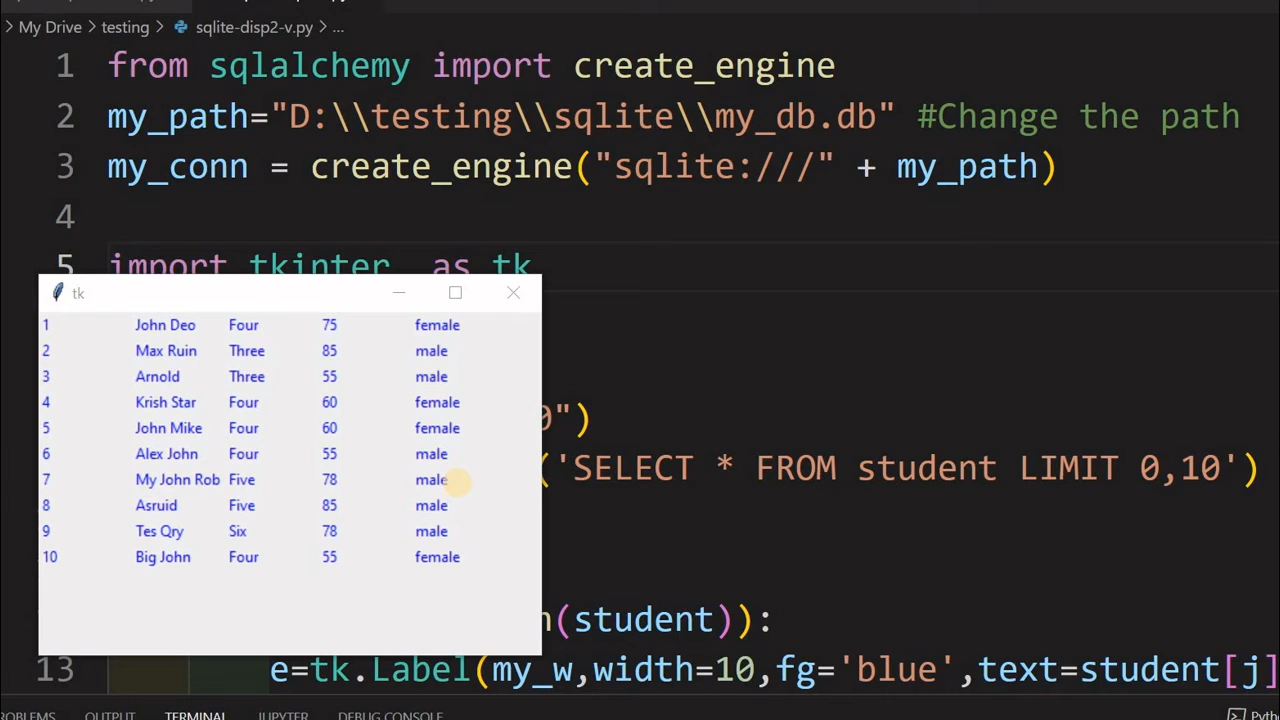 My Drive > testing > sqlite-disp2-v.py > ...
1 from sqlalchemy import create_engine
2 my_path="D:\\testing\\sqlite\\my_db.db" #Change the path
3 my_conn = create_engine("sqlite:///" + my_path)
4
5 import tkinter as tk
tk
1 John Deo Four 75 female
2 Max Ruin Three 85 male
3 Arnold Three 55 male
4 Krish Star Four 60 female
5 John Mike Four 60 female
6 Alex John Four 55 male
7 My John Rob Five 78 male
8 Asruid Five 85 male
9 Tes Qry Six 78 male
10 Big John Four 55 female
0")
('SELECT * FROM student LIMIT 0,10')
n(student)):
13 e=tk.Label(my_w,width=10,fg='blue',text=student[j]
PROBLEMS OUTPUT TERMINAL JUPYTER DEBUG CONSOLE Pyth